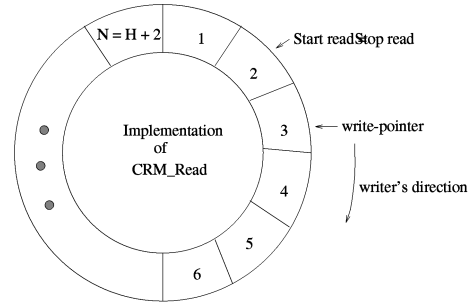 N = H + 2
1
Start read
Stop read
2
3
write-pointer
Implementation
of
CRM_Read
4
writer's direction
5
6